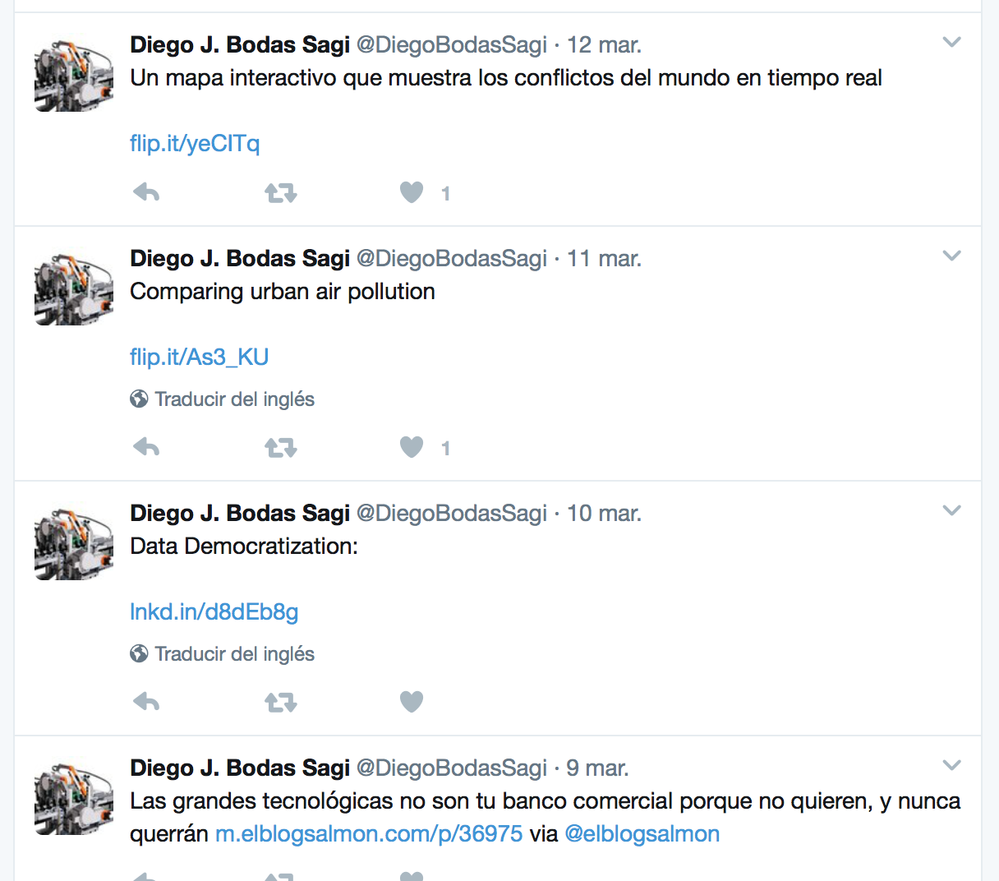 Diego J. Bodas Sagi @DiegoBodasSagi · 12 mar.
Un mapa interactivo que muestra los conflictos del mundo en tiempo real
flip.it/yeCITq
1
Diego J. Bodas Sagi @DiegoBodasSagi · 11 mar.
Comparing urban air pollution
flip.it/As3_KU
Traducir del inglés
1
Diego J. Bodas Sagi @DiegoBodasSagi · 10 mar.
Data Democratization:
lnkd.in/d8dEb8g
Traducir del inglés
Diego J. Bodas Sagi @DiegoBodasSagi · 9 mar.
Las grandes tecnológicas no son tu banco comercial porque no quieren, y nunca
querrán m.elblogsalmon.com/p/36975 via @elblogsalmon